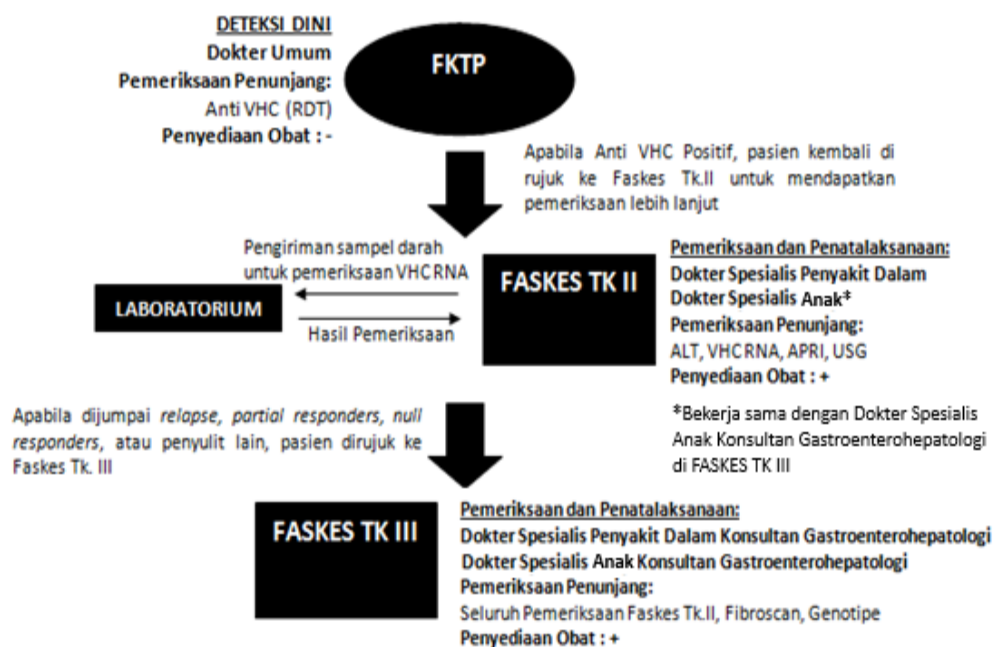 DETEKSI DINI
Dokter Umum
Pemeriksaan Penunjang:
Anti VHC (RDT)
Penyediaan Obat : -
FKTP
Apabila Anti VHC Positif, pasien kembali di
rujuk ke Faskes Tk.II untuk mendapatkan
pemeriksaan lebih lanjut
Pengiriman sampel darah
untuk pemeriksaan VHC RNA
LABORATORIUM
Hasil Pemeriksaan
FASKES TK II
Pemeriksaan dan Penatalaksanaan:
Dokter Spesialis Penyakit Dalam
Dokter Spesialis Anak*
Pemeriksaan Penunjang:
ALT, VHC RNA, APRI, USG
Penyediaan Obat : +
*Bekerja sama dengan Dokter Spesialis
Anak Konsultan Gastroenterohepatologi
di FASKES TK III
Apabila dijumpai relapse, partial responders, null
responders, atau penyulit lain, pasien dirujuk ke
Faskes Tk. III
FASKES TK III
Pemeriksaan dan Penatalaksanaan:
Dokter Spesialis Penyakit Dalam Konsultan Gastroenterohepatologi
Dokter Spesialis Anak Konsultan Gastroenterohepatologi
Pemeriksaan Penunjang:
Seluruh Pemeriksaan Faskes Tk.II, Fibroscan, Genotipe
Penyediaan Obat : +